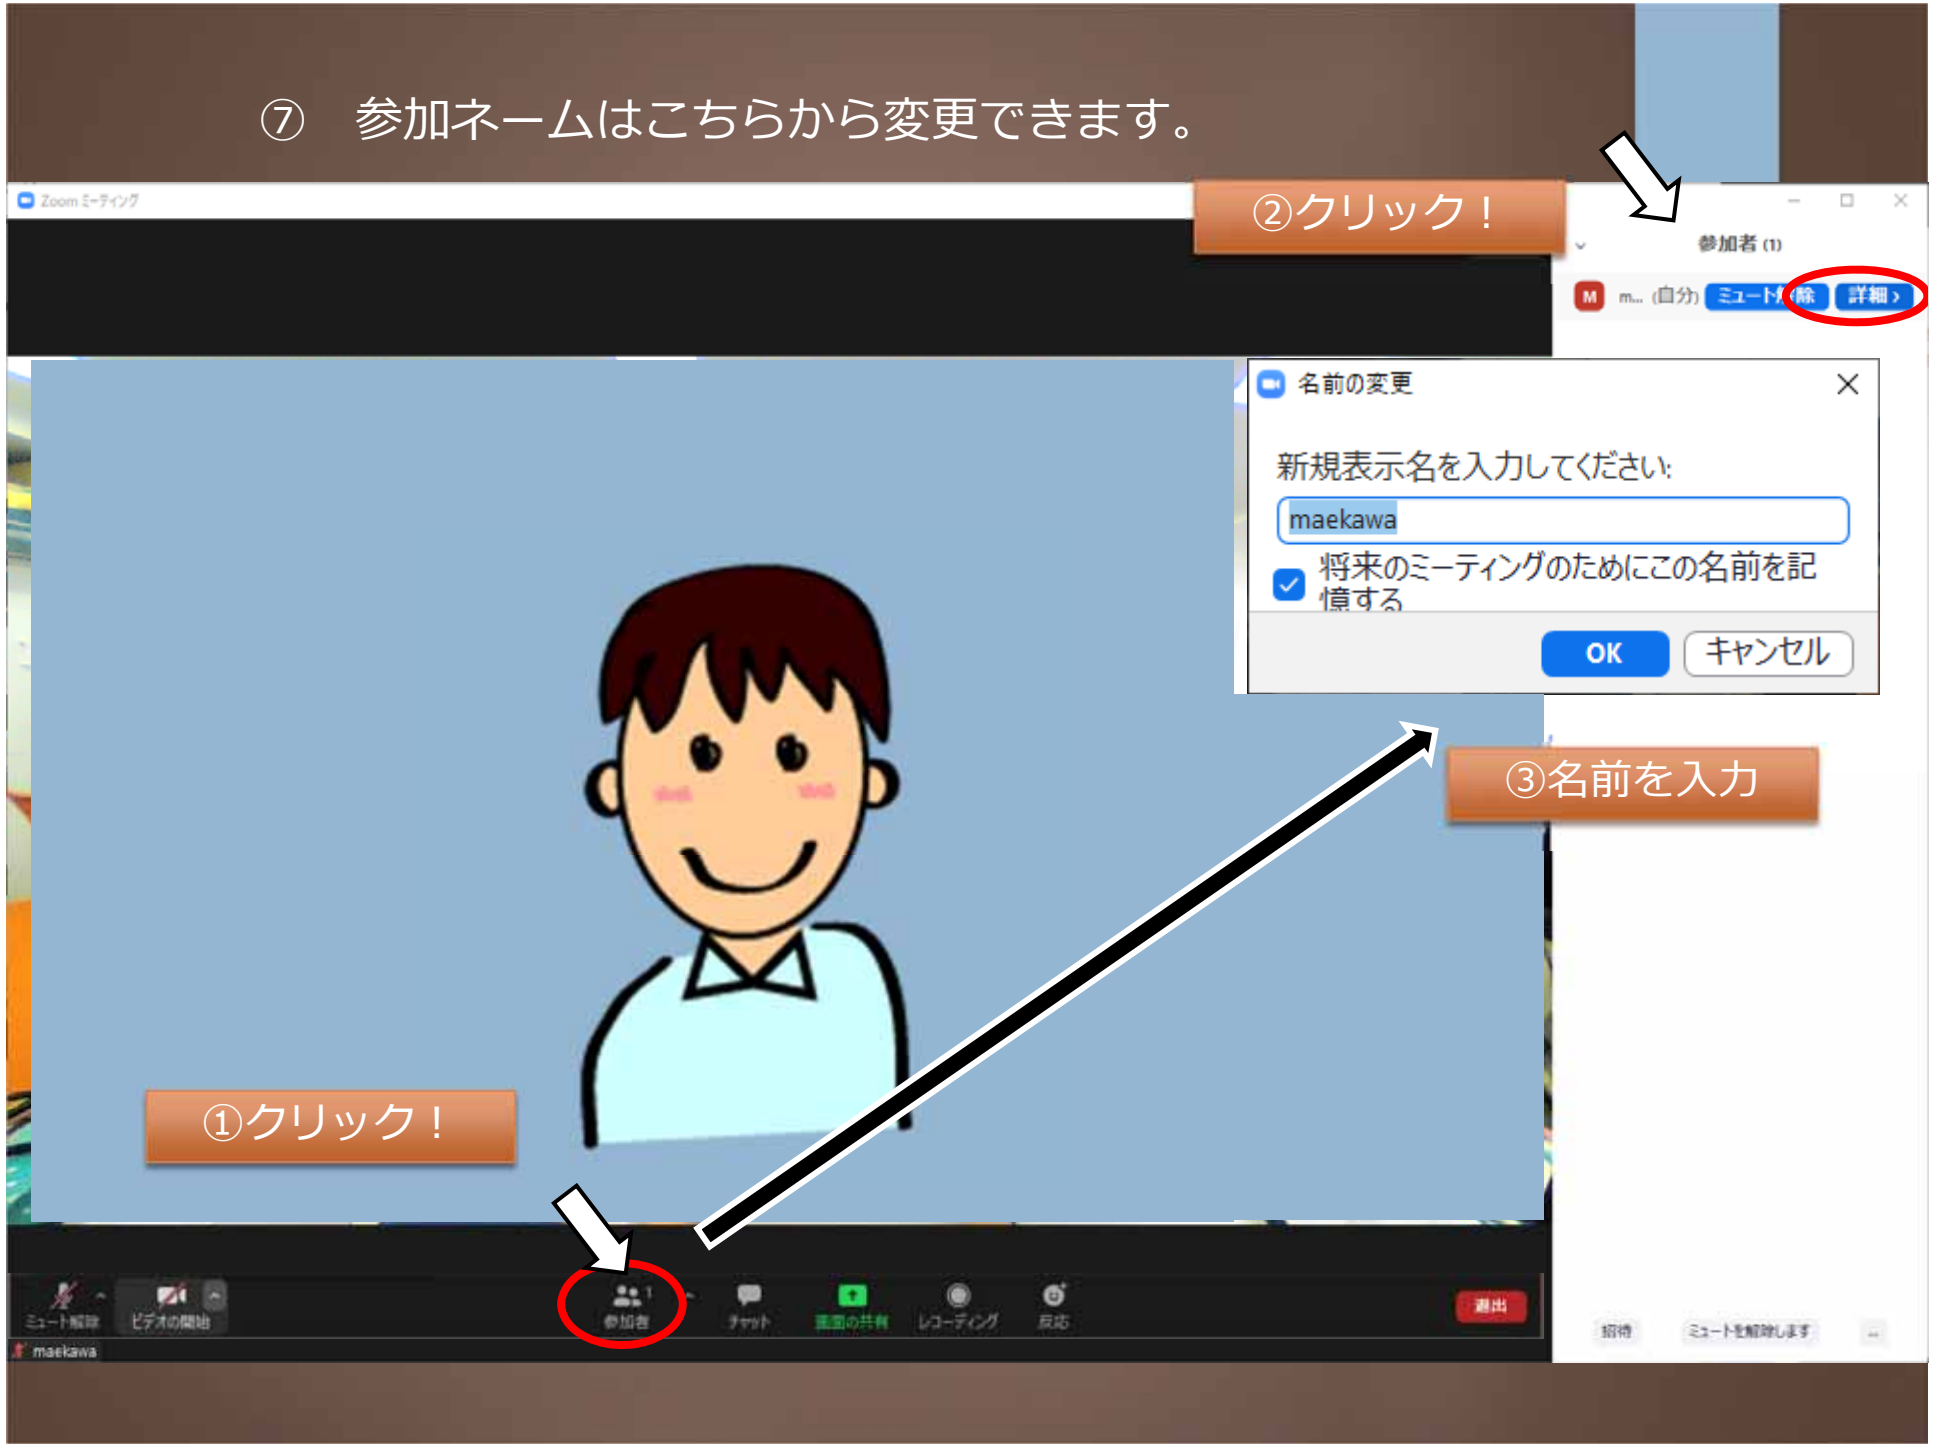 ⑦　参加ネームはこちらから変更できます。
Zoom ミーティング
②クリック！
参加者 (1)
M m... (自分) ミュート解除 詳細 ›
名前の変更
新規表示名を入力してください:
maekawa
将来のミーティングのためにこの名前を記
憶する
OK キャンセル
③名前を入力
①クリック！
1
ミュート解除 ビデオの開始 参加者 チャット 画面の共有 レコーディング 反応 退出
招待 ミュートを解除します ...
maekawa